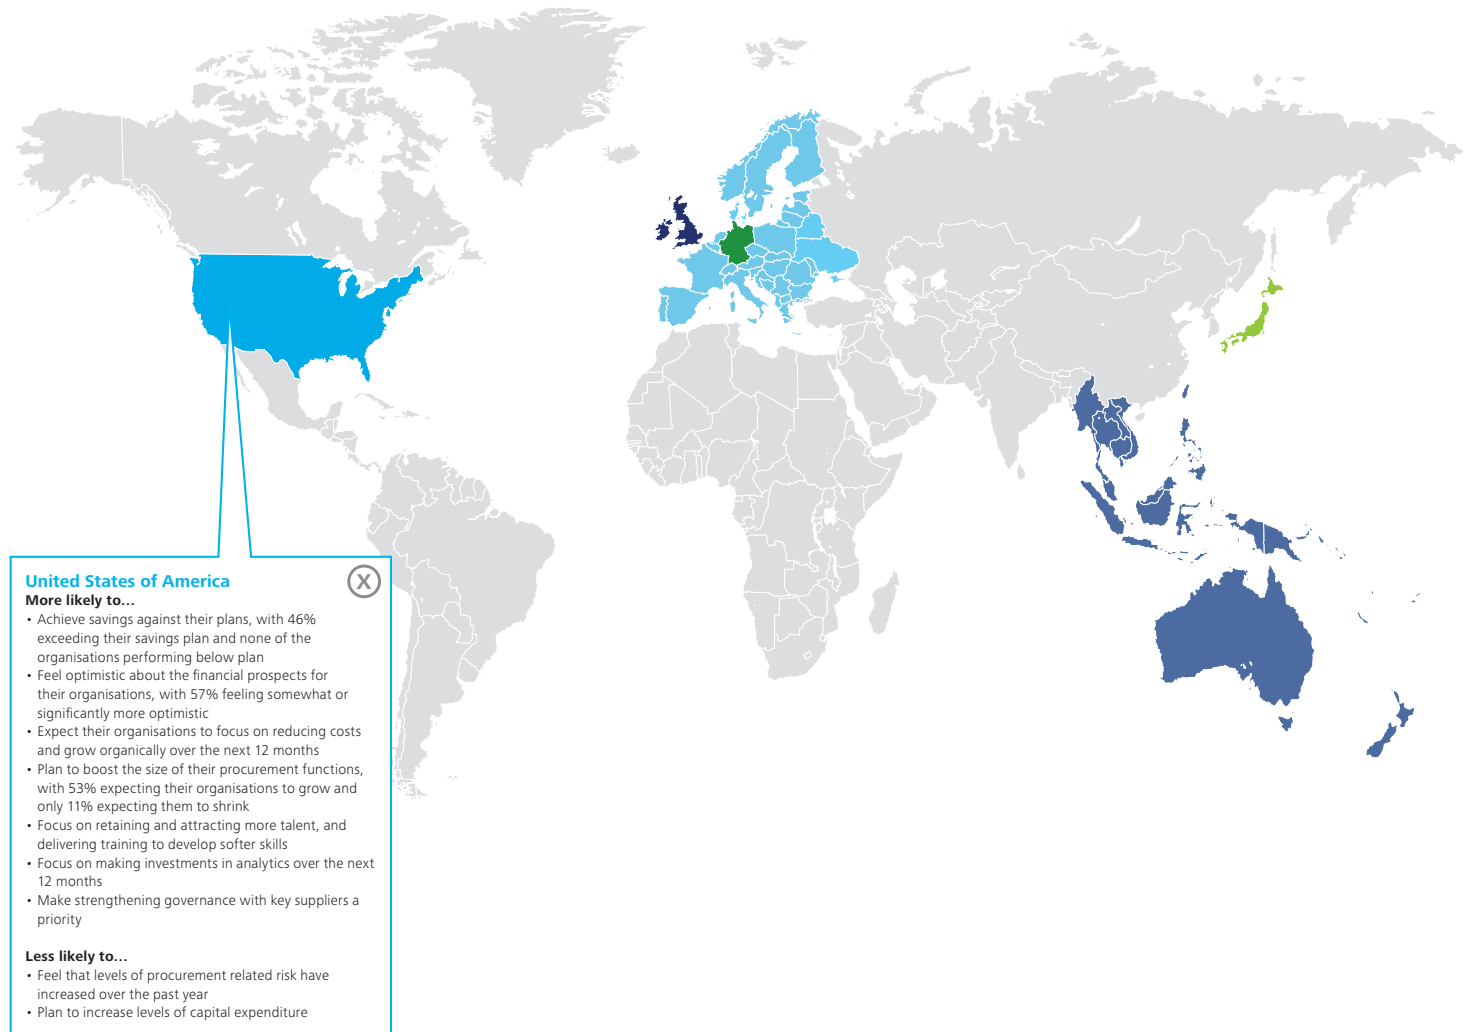 United States of America
X
More likely to…
• Achieve savings against their plans, with 46%
exceeding their savings plan and none of the
organisations performing below plan
• Feel optimistic about the financial prospects for
their organisations, with 57% feeling somewhat or
significantly more optimistic
• Expect their organisations to focus on reducing costs
and grow organically over the next 12 months
• Plan to boost the size of their procurement functions,
with 53% expecting their organisations to grow and
only 11% expecting them to shrink
• Focus on retaining and attracting more talent, and
delivering training to develop softer skills
• Focus on making investments in analytics over the next
12 months
• Make strengthening governance with key suppliers a
priority
Less likely to…
• Feel that levels of procurement related risk have
increased over the past year
• Plan to increase levels of capital expenditure